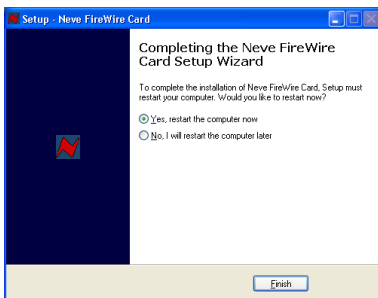 Setup - Neve FireWire Card
Completing the Neve FireWire
Card Setup Wizard
To complete the installation of Neve FireWire Card, Setup must
restart your computer. Would you like to restart now?
Yes, restart the computer now
No, I will restart the computer later
Finish